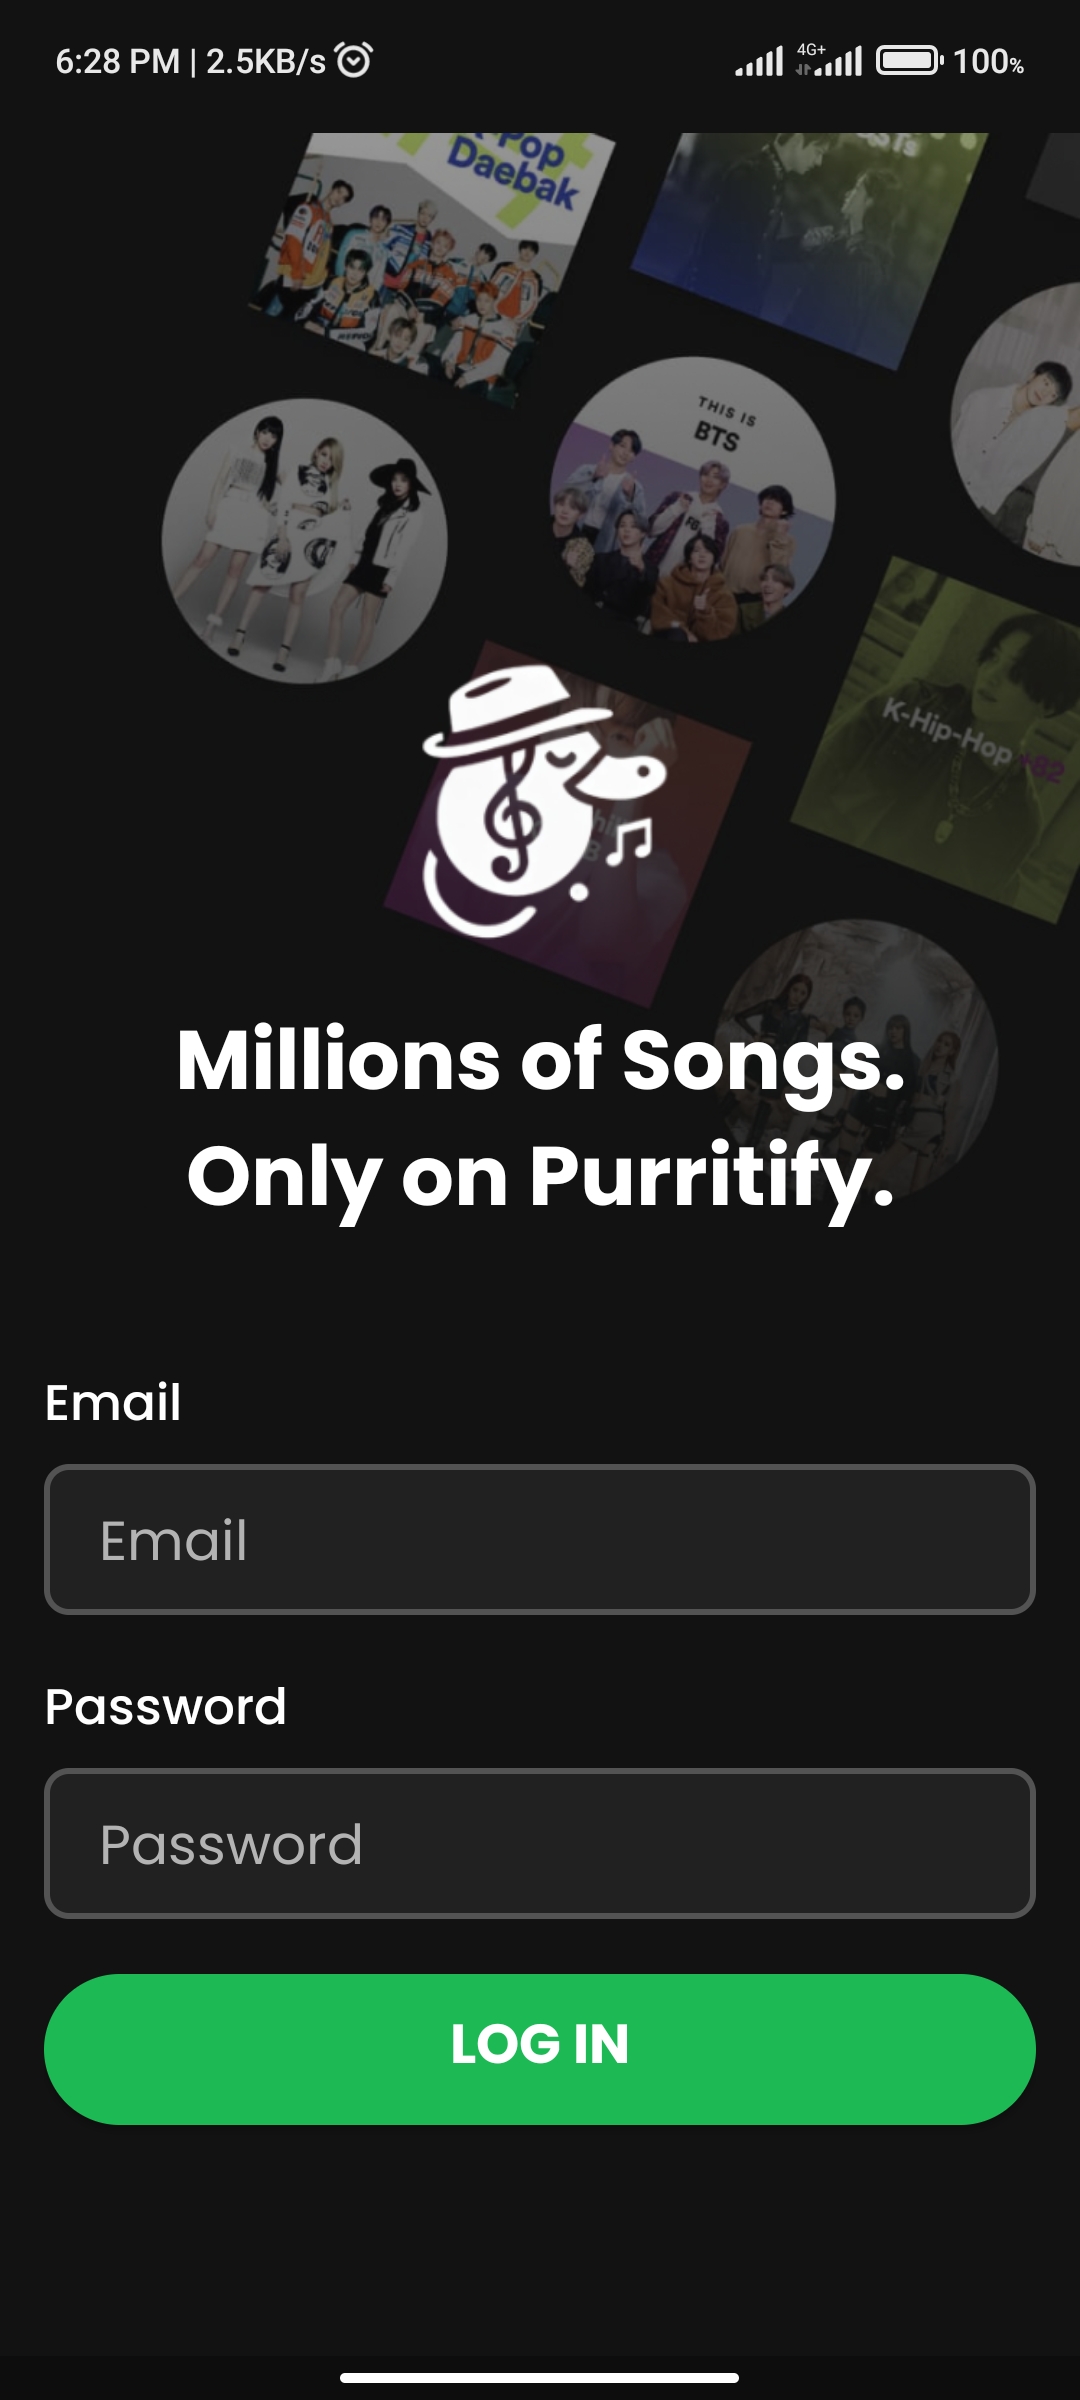 6:28 PM | 2.5KB/s
4G+
100%
Pop
Daebak
THIS IS
BTS
K-Hip-Hop +82
Millions of Songs.
Only on Purritify.
Email
Email
Password
Password
LOG IN